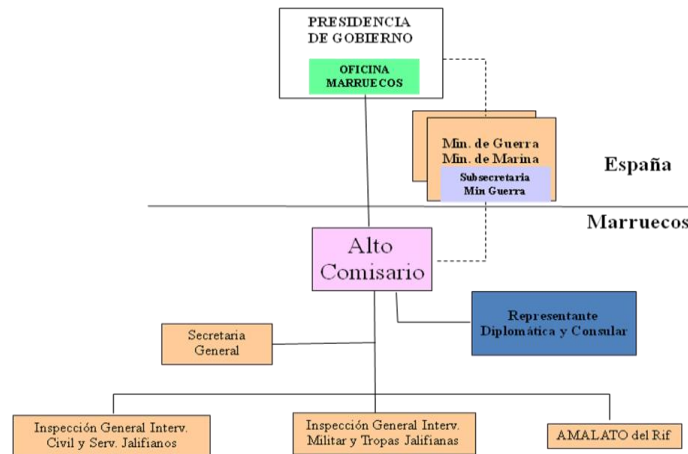 PRESIDENCIA
DE GOBIERNO
OFICINA
MARRUECOS
Min. de Guerra
Min. de Marina
Subsecretaría
Min Guerra
España
Marruecos
Alto
Comisario
Representante
Diplomática y Consular
Secretaria
General
Inspección General Interv.
Civil y Serv. Jalifianos
Inspección General Interv.
Militar y Tropas Jalifianas
AMALATO del Rif